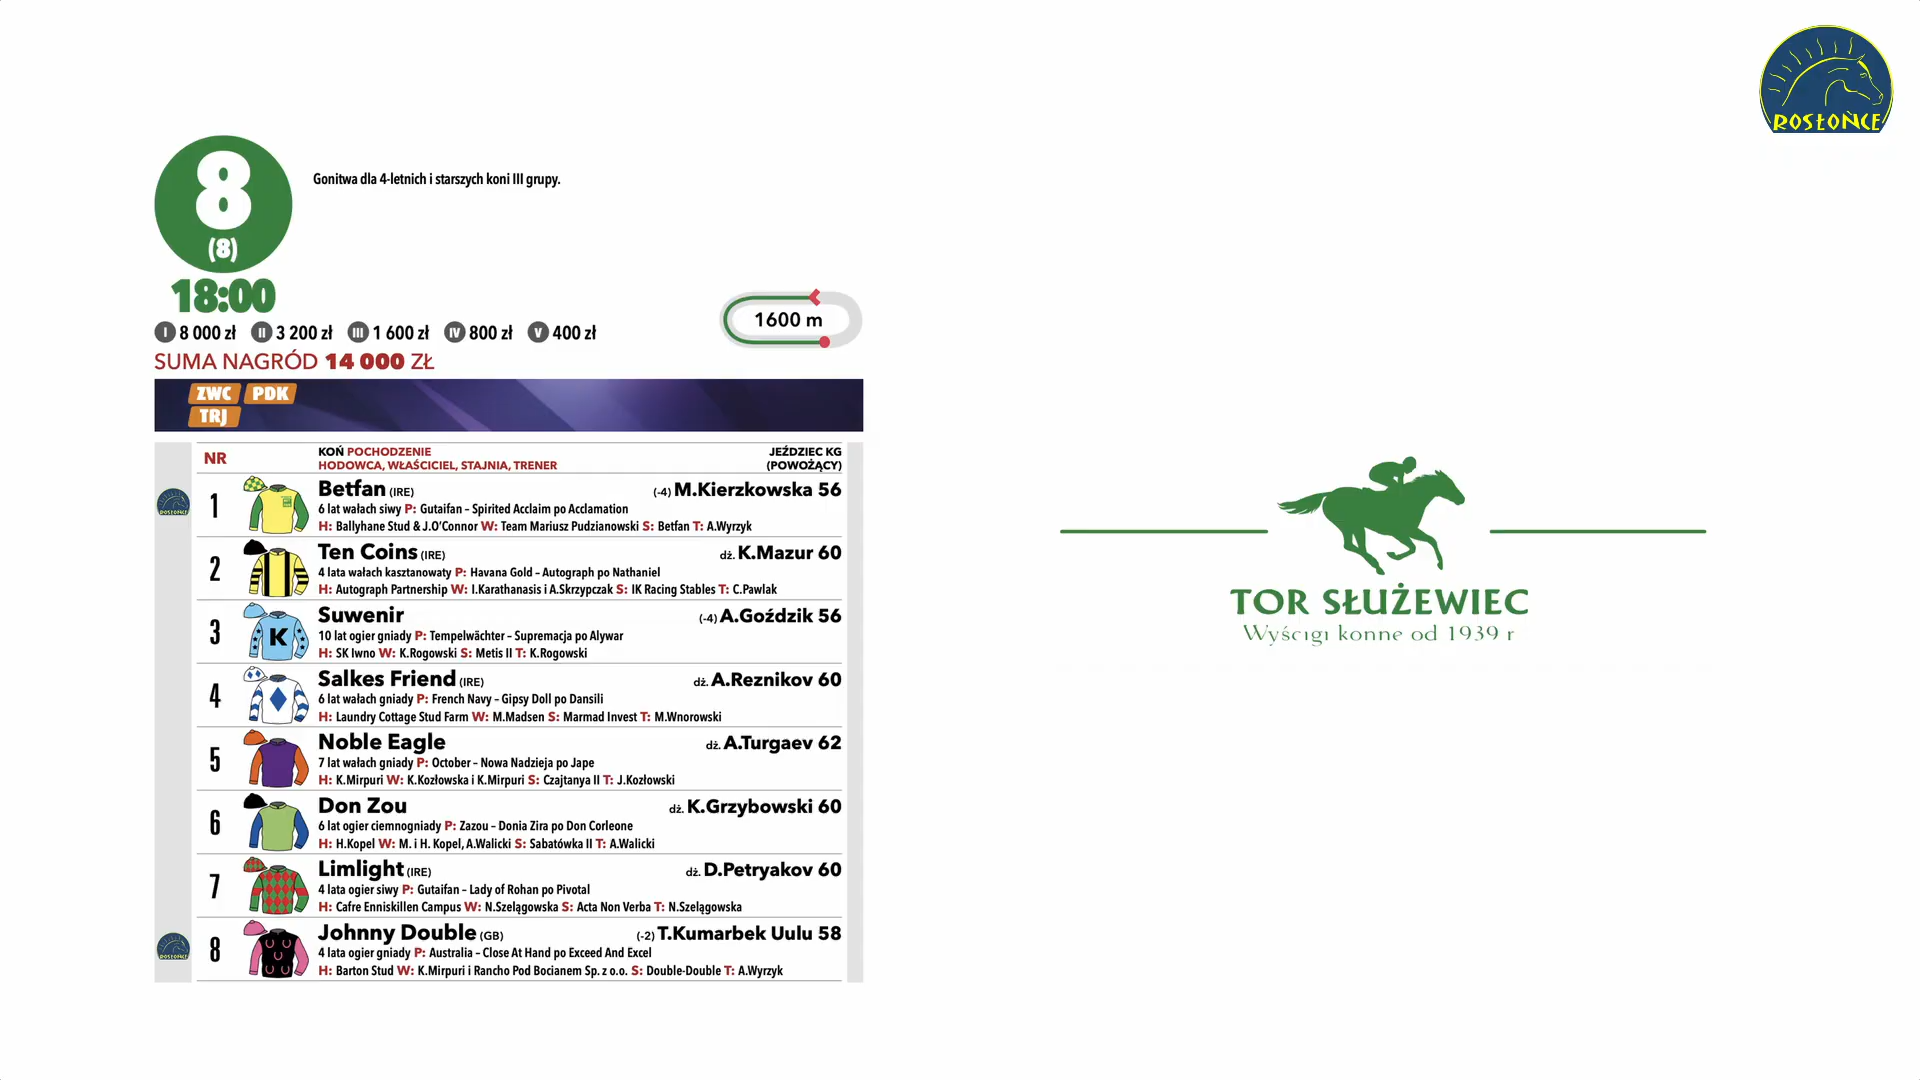 ROSŁOŃCE
8
(8)
18:00
Gonitwa dla 4-letnich i starszych koni III grupy.
1600 m
I 8 000 zł II 3 200 zł III 1 600 zł IV 800 zł V 400 zł
SUMA NAGRÓD 14 000 ZŁ
ZWC PDK
TRJ
NR
KOŃ POCHODZENIE
HODOWCA, WŁAŚCICIEL, STAJNIA, TRENER
JEŹDZIEC KG
(POWOŻĄCY)
ROSŁOŃCE
1
Betfan (IRE) (-4) M.Kierzkowska 56
6 lat wałach siwy P: Gutaifan – Spirited Acclaim po Acclamation
H: Ballyhane Stud & J.O'Connor W: Team Mariusz Pudzianowski S: Betfan T: A.Wyrzyk
2
Ten Coins (IRE) dż. K.Mazur 60
4 lata wałach kasztanowaty P: Havana Gold – Autograph po Nathaniel
H: Autograph Partnership W: I.Karathanasis i A.Skrzypczak S: IK Racing Stables T: C.Pawlak
3
K
Suwenir (-4) A.Goździk 56
10 lat ogier gniady P: Tempelwächter – Supremacja po Alywar
H: SK Iwno W: K.Rogowski S: Metis II T: K.Rogowski
4
Salkes Friend (IRE) dż. A.Reznikov 60
6 lat wałach gniady P: French Navy – Gipsy Doll po Dansili
H: Laundry Cottage Stud Farm W: M.Madsen S: Marmad Invest T: M.Wnorowski
5
Noble Eagle dż. A.Turgaev 62
7 lat wałach gniady P: October – Nowa Nadzieja po Jape
H: K.Mirpuri W: K.Kozłowska i K.Mirpuri S: Czajtanya II T: J.Kozłowski
6
Don Zou dż. K.Grzybowski 60
6 lat ogier ciemnogniady P: Zazou – Donia Zira po Don Corleone
H: H.Kopel W: M. i H. Kopel, A.Walicki S: Sabatówka II T: A.Walicki
7
Limlight (IRE) dż. D.Petryakov 60
4 lata ogier siwy P: Gutaifan – Lady of Rohan po Pivotal
H: Cafre Enniskillen Campus W: N.Szelągowska S: Acta Non Verba T: N.Szelągowska
ROSŁOŃCE
8
Johnny Double (GB) (-2) T.Kumarbek Uulu 58
4 lata ogier gniady P: Australia – Close At Hand po Exceed And Excel
H: Barton Stud W: K.Mirpuri i Rancho Pod Bocianem Sp. z o.o. S: Double-Double T: A.Wyrzyk
TOR SŁUŻEWIEC
Wyścigi konne od 1939 r